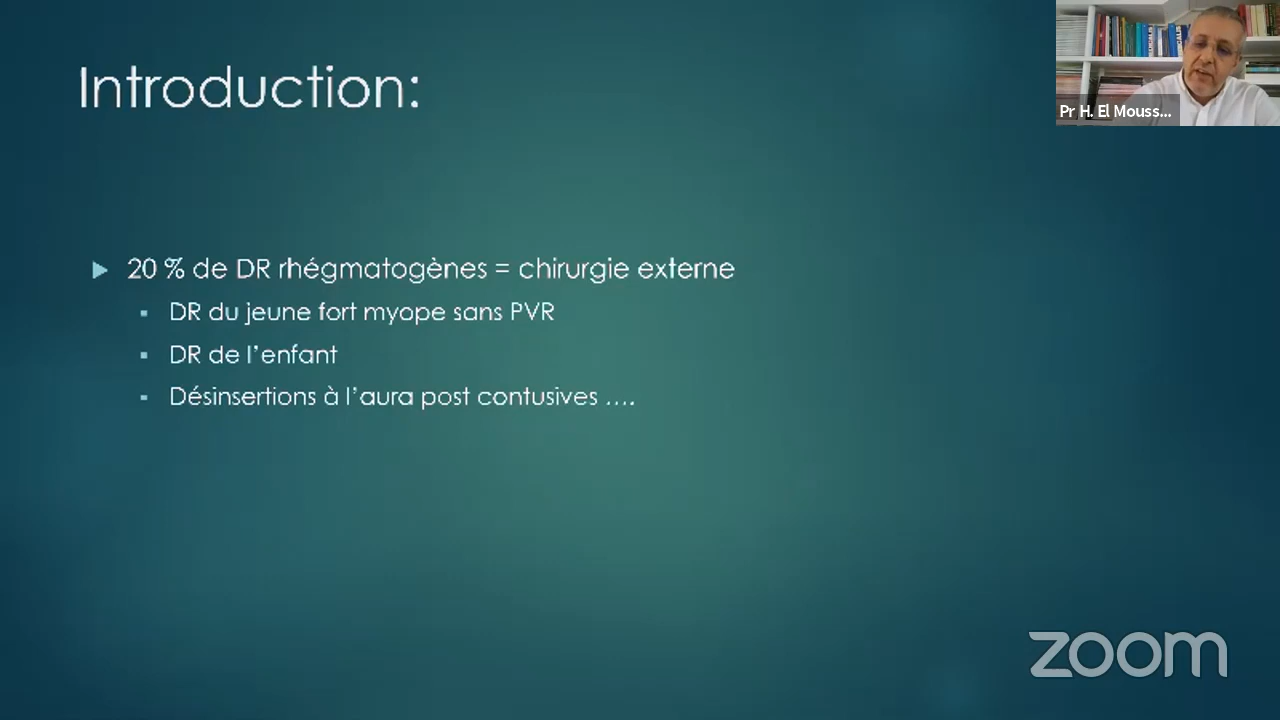 Introduction:
Pr H. El Mouss...
20 % de DR rhégmatogènes = chirurgie externe
DR du jeune fort myope sans PVR
DR de l'enfant
Désinsertions à l'aura post contusives ....
zoom